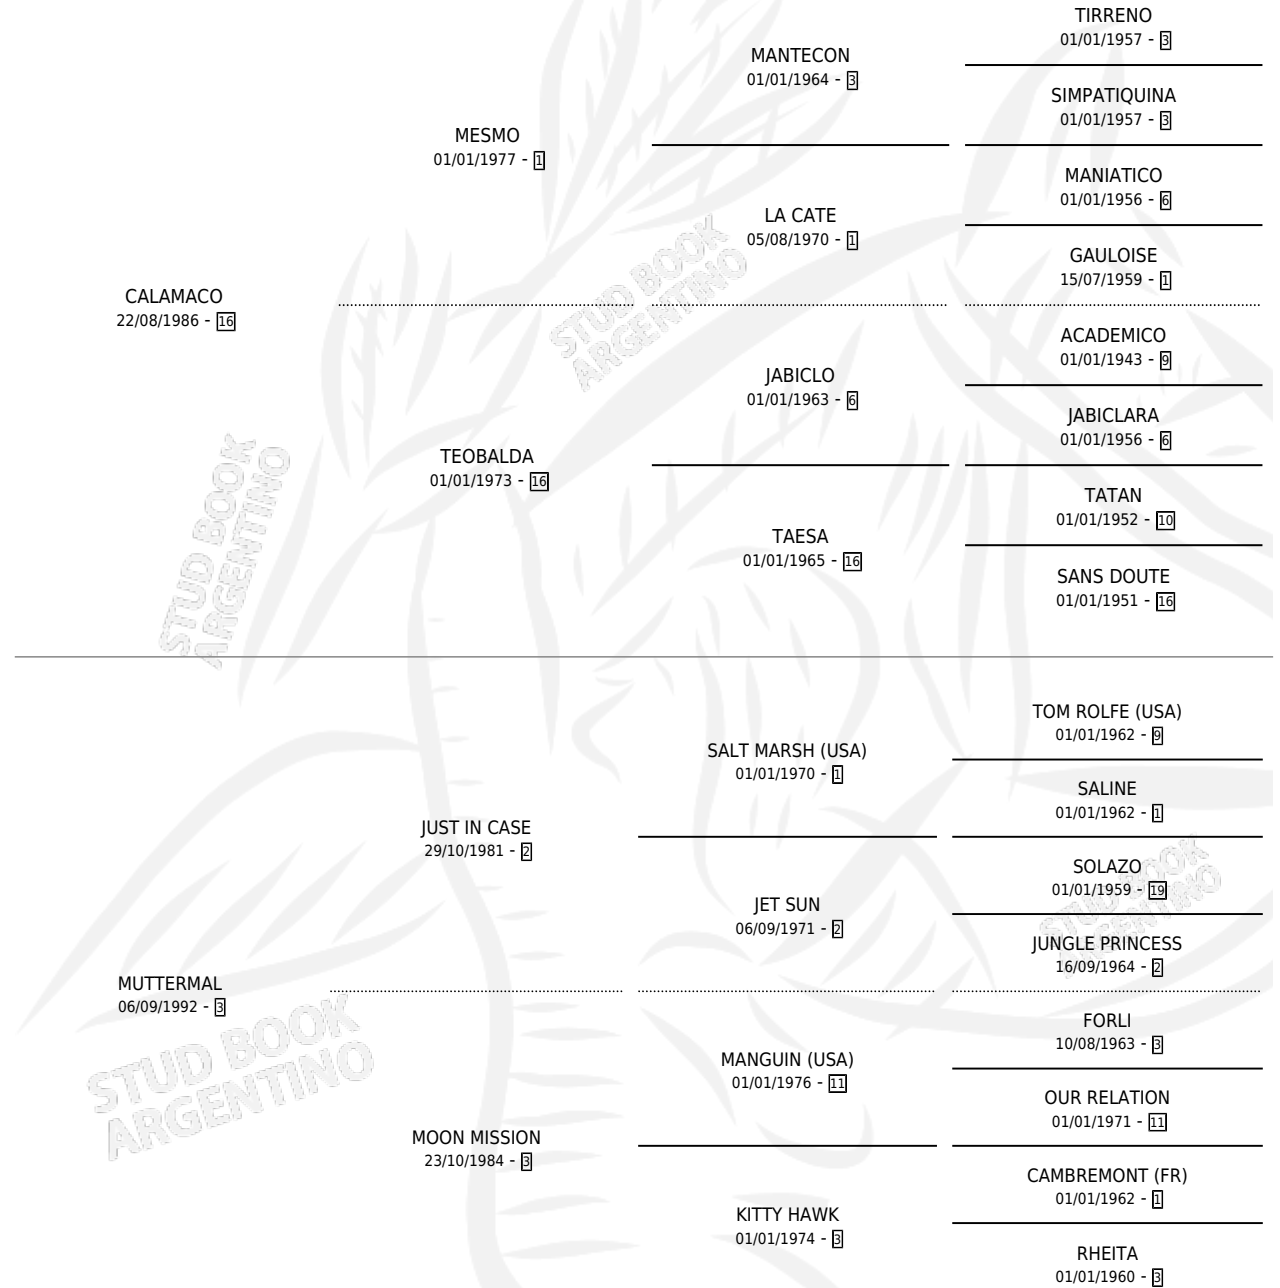 TIRRENO
01/01/1957 - 3
MANTECON
01/01/1964 - 3
SIMPATIQUINA
01/01/1957 - 3
MESMO
01/01/1977 - 1
MANIATICO
01/01/1956 - 6
LA CATE
05/08/1970 - 1
GAULOISE
15/07/1959 - 1
CALAMACO
22/08/1986 - 16
ACADEMICO
01/01/1943 - 9
JABICLO
01/01/1963 - 6
JABICLARA
01/01/1956 - 6
TEOBALDA
01/01/1973 - 16
TATAN
01/01/1952 - 10
TAESA
01/01/1965 - 16
SANS DOUTE
01/01/1951 - 16
STUD BOOK
ARGENTINO
STUD BOOK
ARGENTINO
TOM ROLFE (USA)
01/01/1962 - 9
SALT MARSH (USA)
01/01/1970 - 1
SALINE
01/01/1962 - 1
JUST IN CASE
29/10/1981 - 2
SOLAZO
01/01/1959 - 19
JET SUN
06/09/1971 - 2
JUNGLE PRINCESS
16/09/1964 - 2
MUTTERMAL
06/09/1992 - 3
FORLI
10/08/1963 - 3
MANGUIN (USA)
01/01/1976 - 11
OUR RELATION
01/01/1971 - 11
MOON MISSION
23/10/1984 - 3
CAMBREMONT (FR)
01/01/1962 - 1
KITTY HAWK
01/01/1974 - 3
RHEITA
01/01/1960 - 3
STUD BOOK
ARGENTINO
STUD BOOK
ARGENTINO